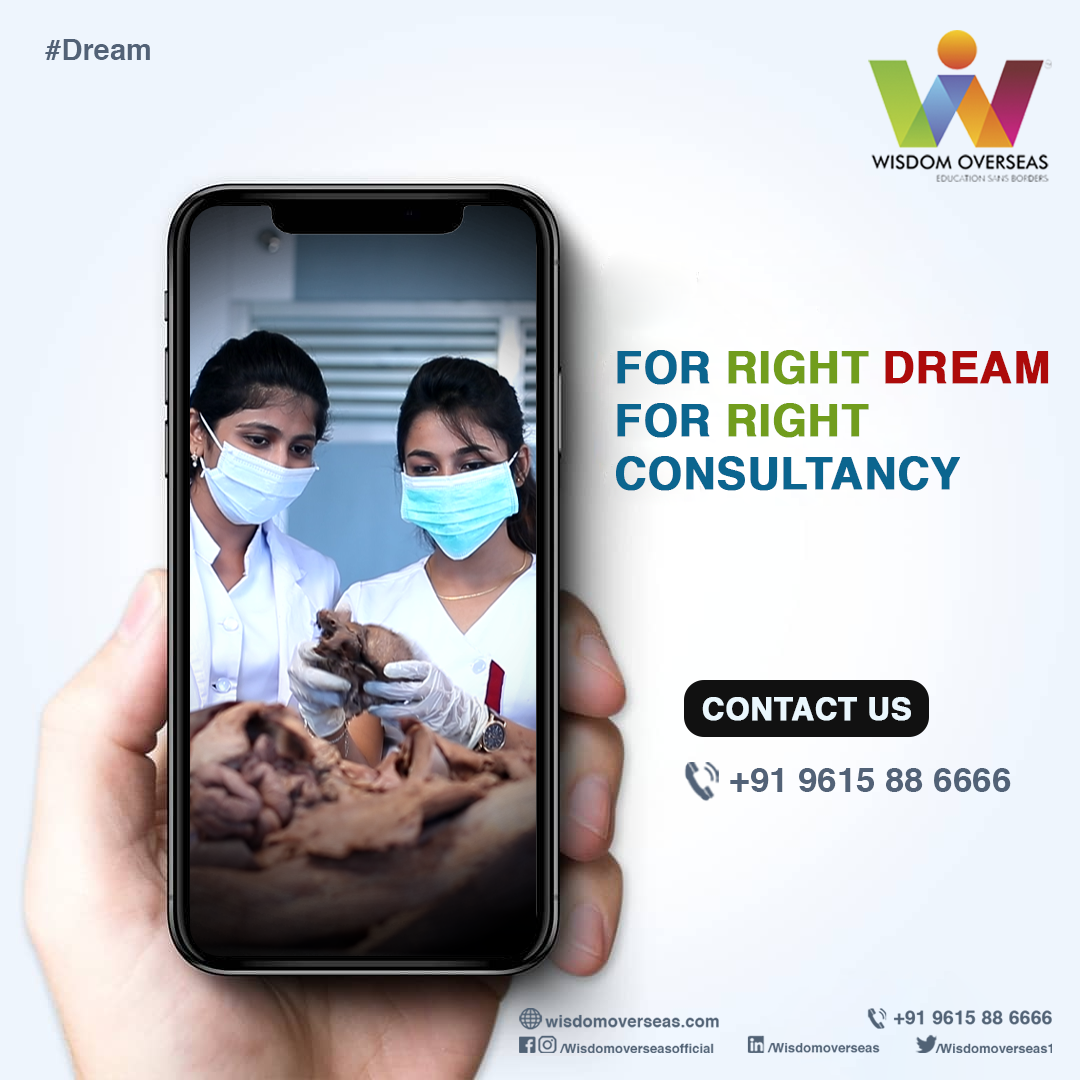 #Dream
WISDOM OVERSEAS
EDUCATION SANS BORDERS
FOR RIGHT DREAM
FOR RIGHT
CONSULTANCY
CONTACT US
+91 9615 88 6666
wisdomoverseas.com
+91 9615 88 6666
/Wisdomoverseasofficial
/Wisdomoverseas
/Wisdomoverseas1